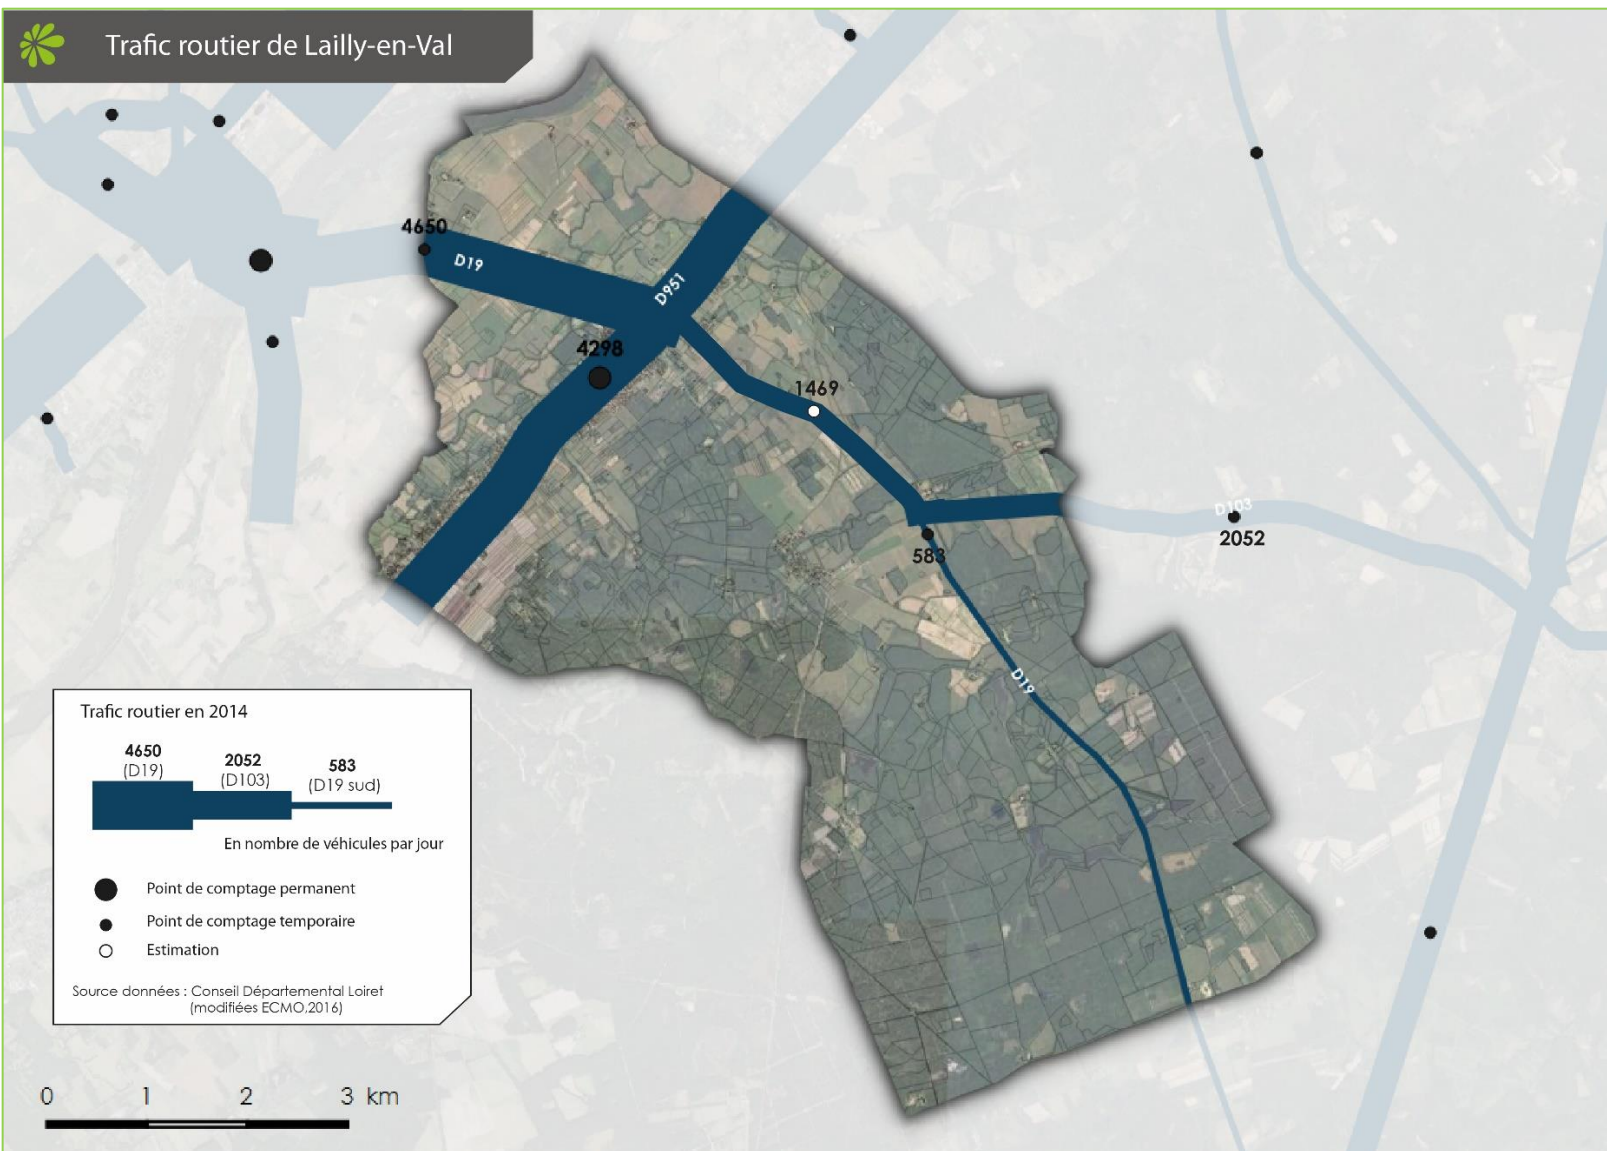 Trafic routier de Lailly-en-Val
4650
D19
D951
4298
1469
D103
2052
583
D19
Trafic routier en 2014
4650
(D19)
2052
(D103)
583
(D19 sud)
En nombre de véhicules par jour
Point de comptage permanent
Point de comptage temporaire
Estimation
Source données : Conseil Départemental Loiret
(modifiées ECMO,2016)
0 1 2 3 km